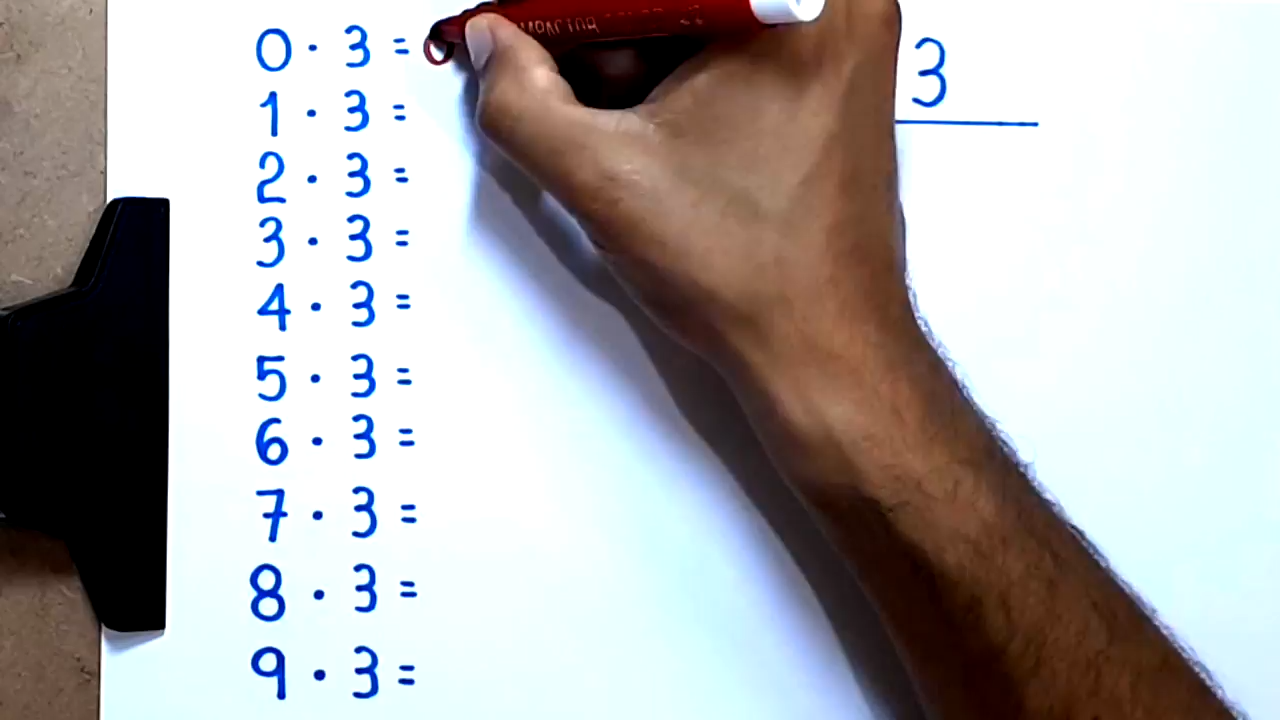 0 · 3 = 0
1 · 3 =
2 · 3 =
3 · 3 =
4 · 3 =
5 · 3 =
6 · 3 =
7 · 3 =
8 · 3 =
9 · 3 =
3